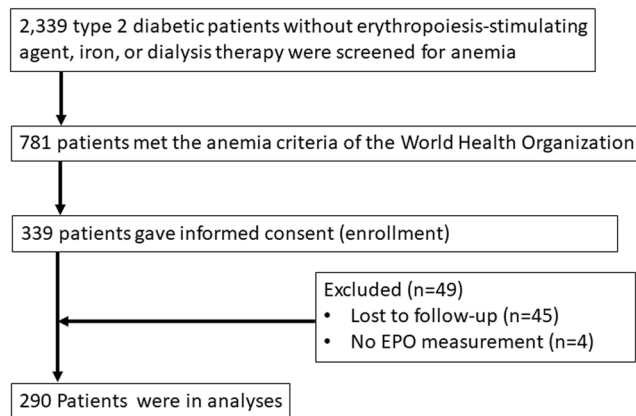 2,339 type 2 diabetic patients without erythropoiesis-stimulating
agent, iron, or dialysis therapy were screened for anemia
781 patients met the anemia criteria of the World Health Organization
339 patients gave informed consent (enrollment)
Excluded (n=49)
• Lost to follow-up (n=45)
• No EPO measurement (n=4)
290 Patients were in analyses